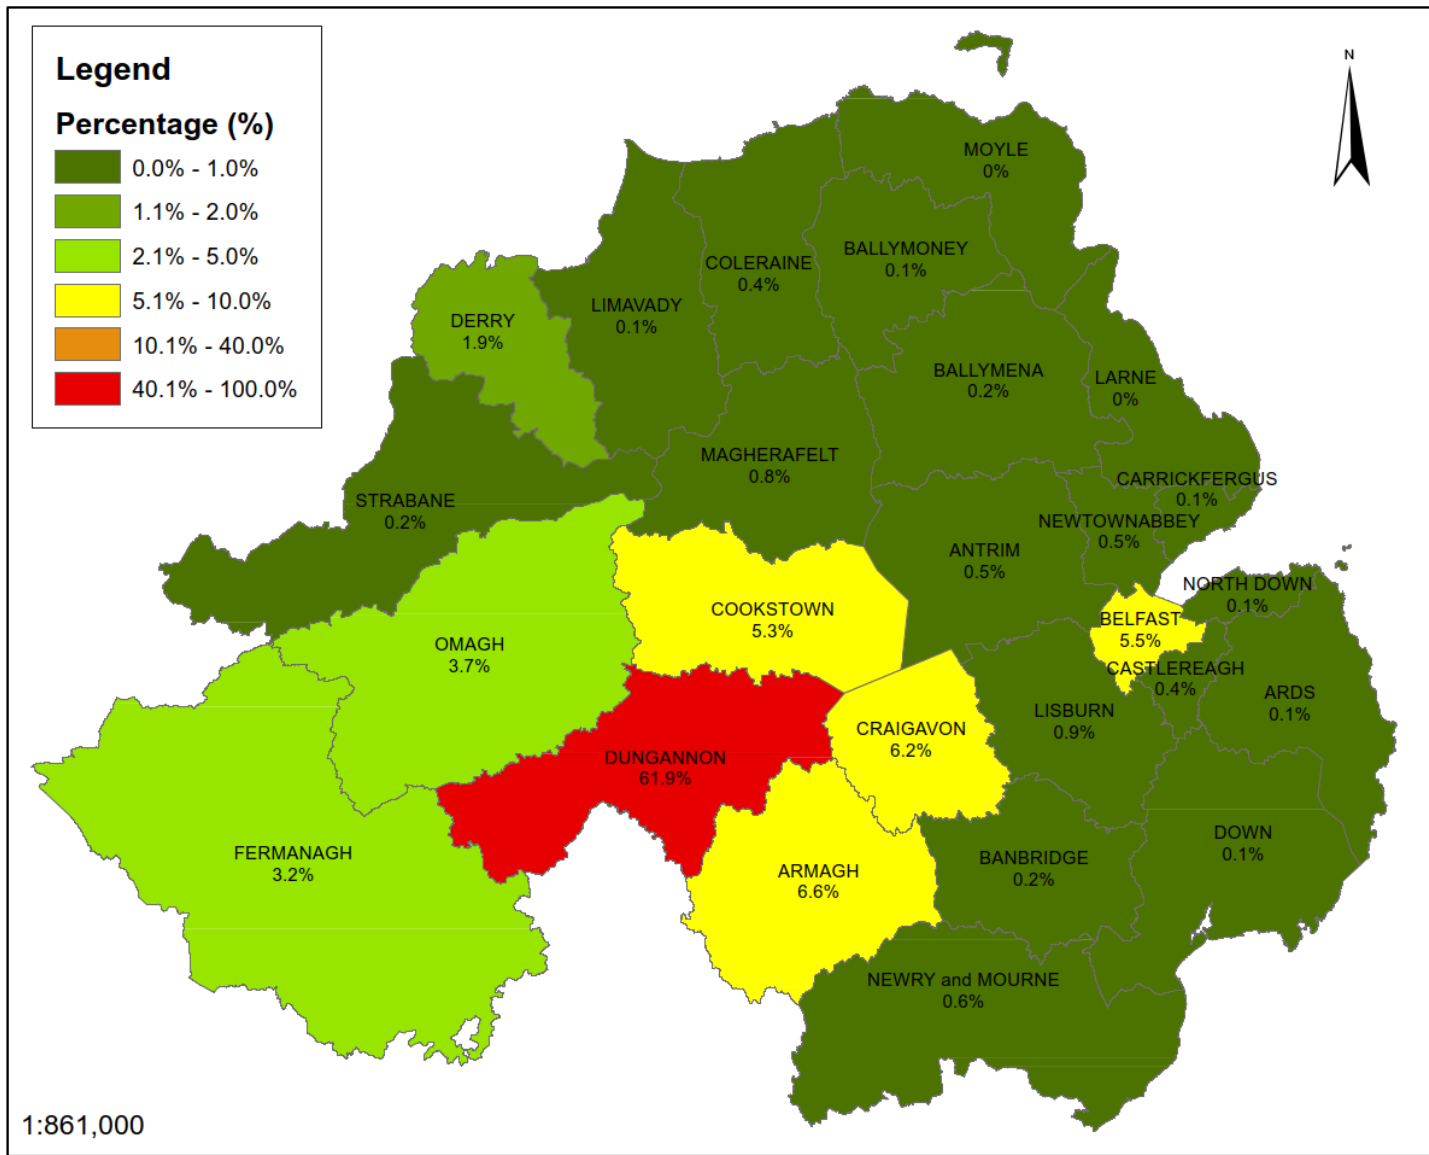 Legend
Percentage (%)
0.0% - 1.0%
1.1% - 2.0%
2.1% - 5.0%
5.1% - 10.0%
10.1% - 40.0%
40.1% - 100.0%
N
MOYLE
0%
COLERAINE
0.4%
BALLYMONEY
0.1%
LIMAVADY
0.1%
DERRY
1.9%
BALLYMENA
0.2%
LARNE
0%
MAGHERAFELT
0.8%
STRABANE
0.2%
CARRICKFERGUS
0.1%
NEWTOWNABBEY
0.5%
ANTRIM
0.5%
NORTH DOWN
0.1%
COOKSTOWN
5.3%
BELFAST
5.5%
OMAGH
3.7%
CASTLEREAGH
0.4%
ARDS
0.1%
LISBURN
0.9%
CRAIGAVON
6.2%
DUNGANNON
61.9%
FERMANAGH
3.2%
ARMAGH
6.6%
BANBRIDGE
0.2%
DOWN
0.1%
NEWRY and MOURNE
0.6%
1:861,000